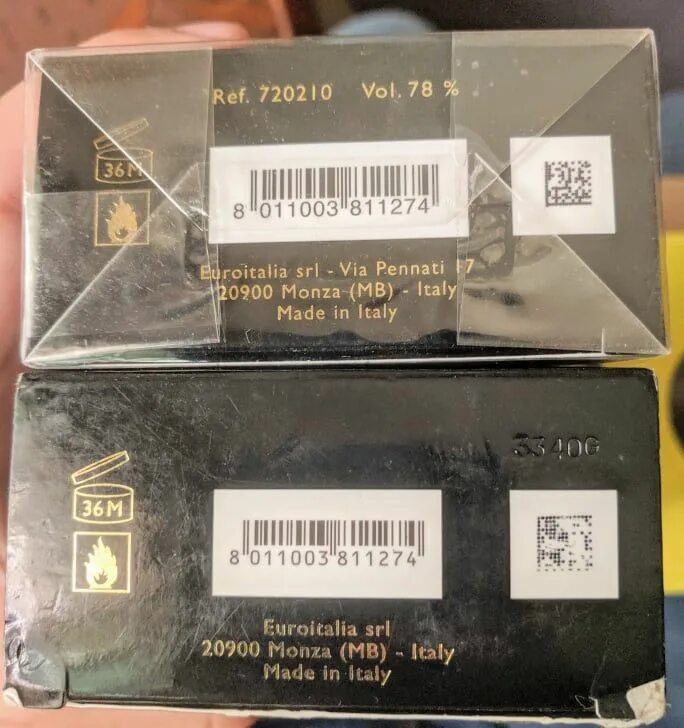 Ref. 720210 Vol. 78 %
36M
8 011003 811274
Euroitalia srl - Via Pennati 17
20900 Monza (MB) - Italy
Made in Italy
3340G
36M
8 011003 811274
Euroitalia srl
20900 Monza (MB) - Italy
Made in Italy